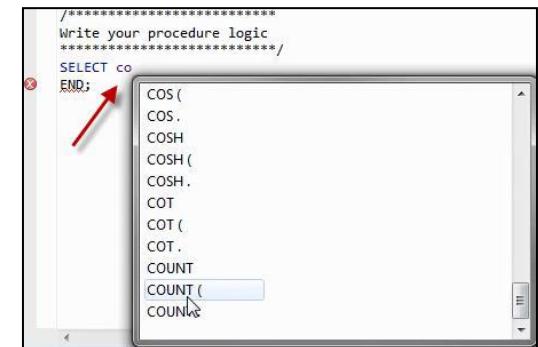 /***************************
Write your procedure logic
***************************/
SELECT co
END;
COS (
COS .
COSH
COSH (
COSH .
COT
COT (
COT .
COUNT
COUNT (